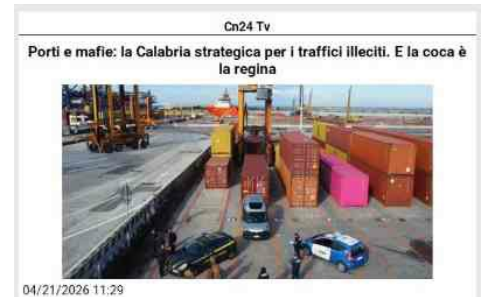 Cn24 Tv
Porti e mafie: la Calabria strategica per i traffici illeciti. E la coca è
la regina
04/21/2026 11:29